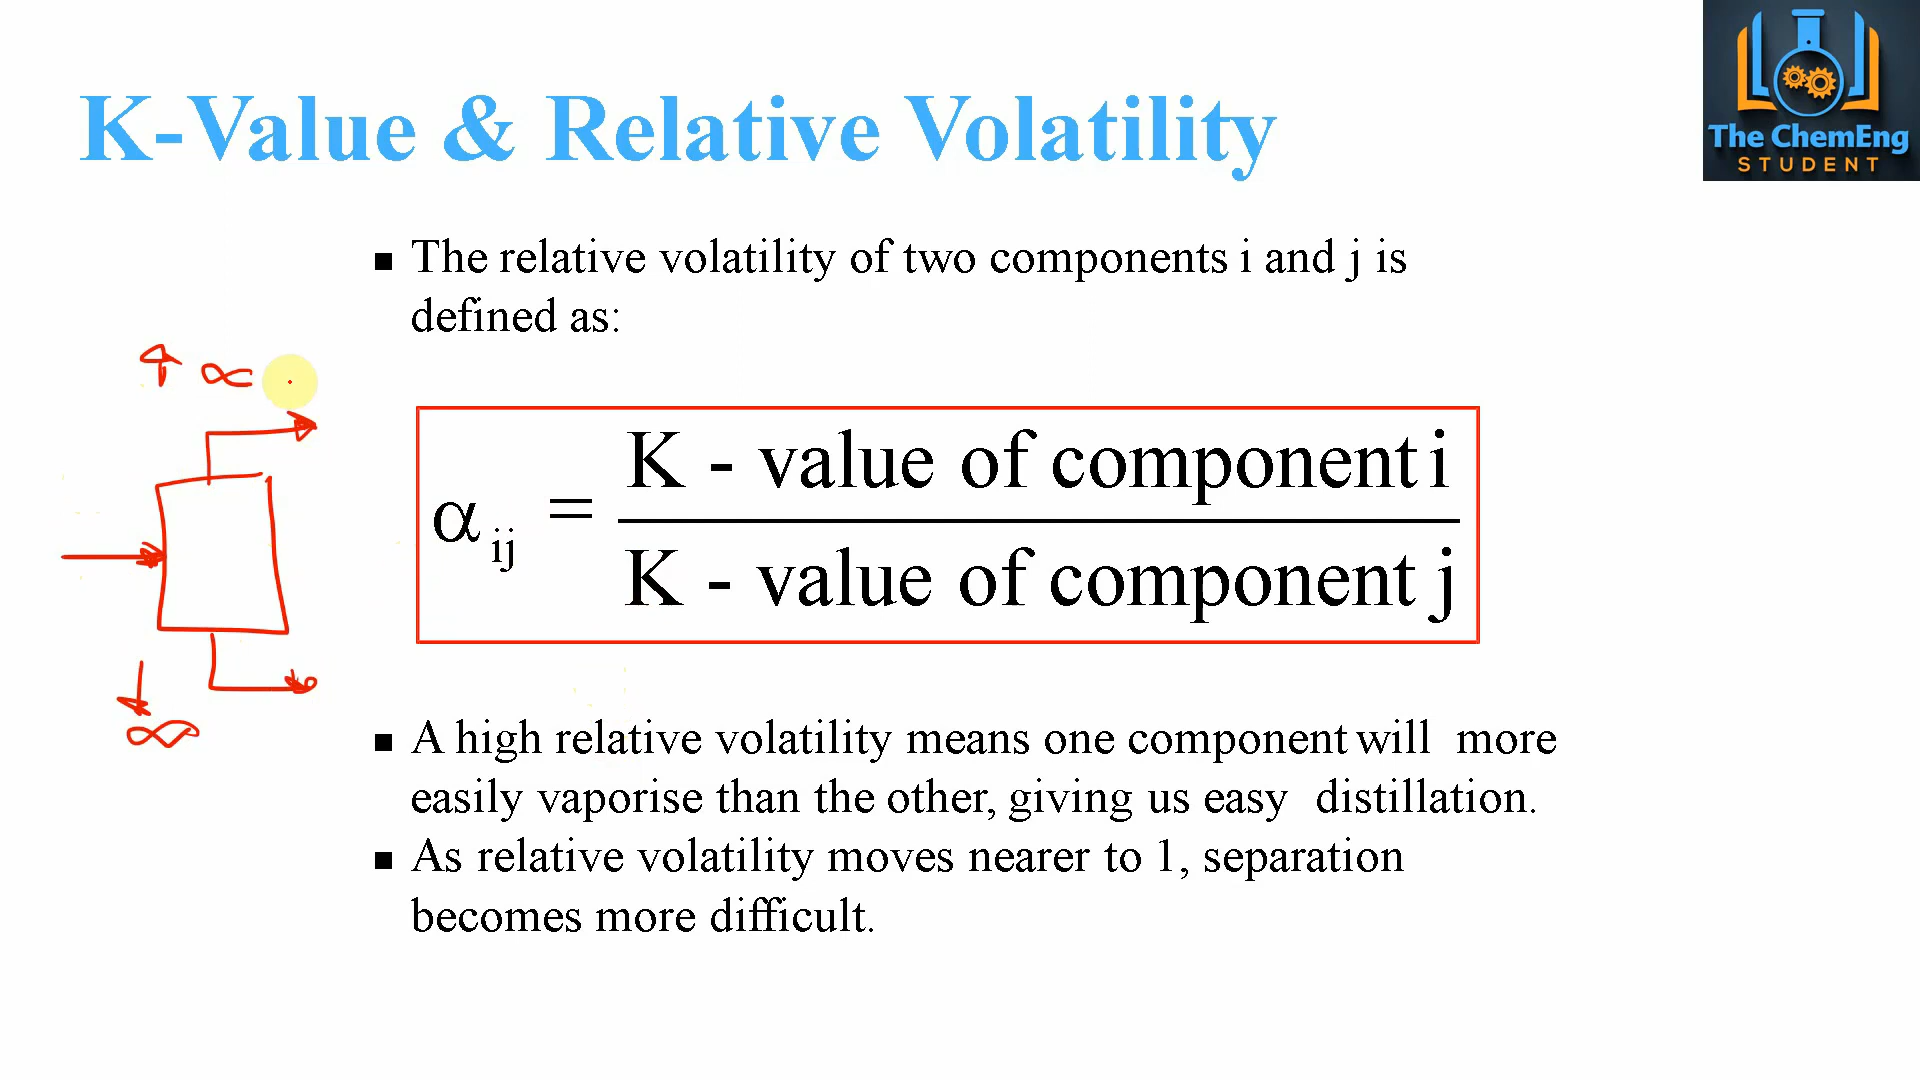 K-Value & Relative Volatility
The ChemEng
STUDENT
■ The relative volatility of two components i and j is
defined as:
↑ ∝
α ij = K - value of component i
K - value of component j
↓
∝
■ A high relative volatility means one component will more
easily vaporise than the other, giving us easy distillation.
■ As relative volatility moves nearer to 1, separation
becomes more difficult.